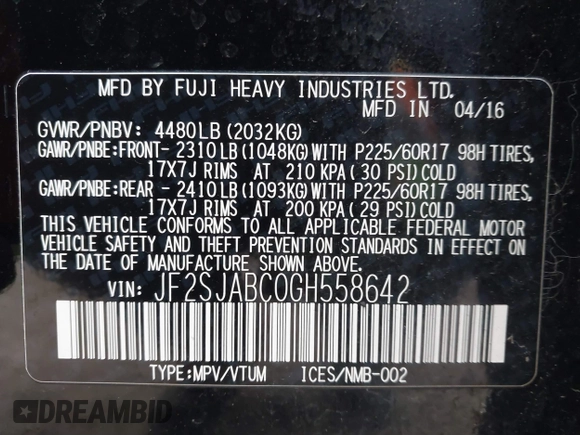 MFD BY FUJI HEAVY INDUSTRIES LTD.
MFD IN 04/16
GVWR/PNBV: 4480LB(2032KG)
GAWR/PNBE:FRONT-2310LB(1048KG)WITH P225/60R17 98H TIRES,
17X7J RIMS AT 210 KPA(30 PSI)COLD
GAWR/PNBE:REAR -2410LB(1093KG)WITH P225/60R17 98H TIRES,
17X7J RIMS AT 200 KPA(29 PSI)COLD
THIS VEHICLE CONFORMS TO ALL APPLICABLE FEDERAL MOTOR
VEHICLE SAFETY AND THEFT PREVENTION STANDARDS IN EFFECT ON
THE DATE OF MANUFACTURE SHOWN ABOVE.
VIN: JF2SJABC0GH558642
TYPE:MPV/VTUM ICES/NMB-002
DREAMBID